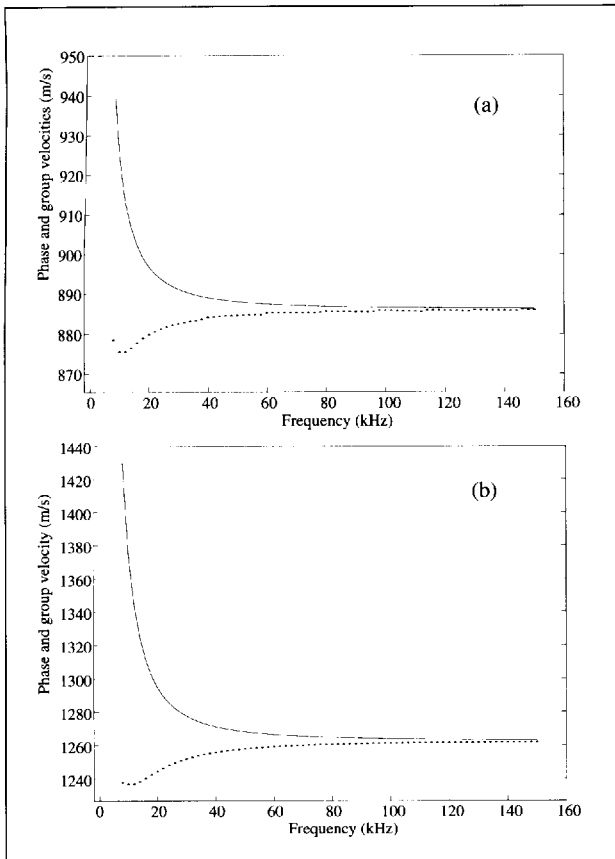 950
940
930
920
910
900
890
880
870
Phase and group velocities (m/s)
(a)
0 20 40 60 80 100 120 140 160
Frequency (kHz)
1440
1420
1400
1380
1360
1340
1320
1300
1280
1260
1240
Phase and group velocity (m/s)
(b)
0 20 40 60 80 100 120 140 160
Frequency (kHz)